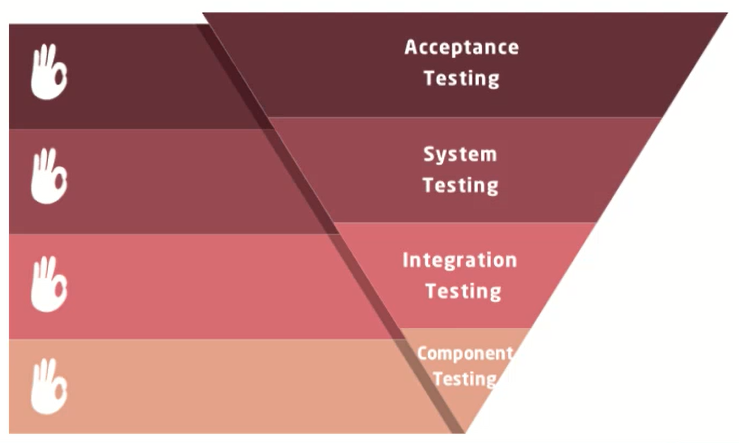 Acceptance
Testing
System
Testing
Integration
Testing
Component
Testing